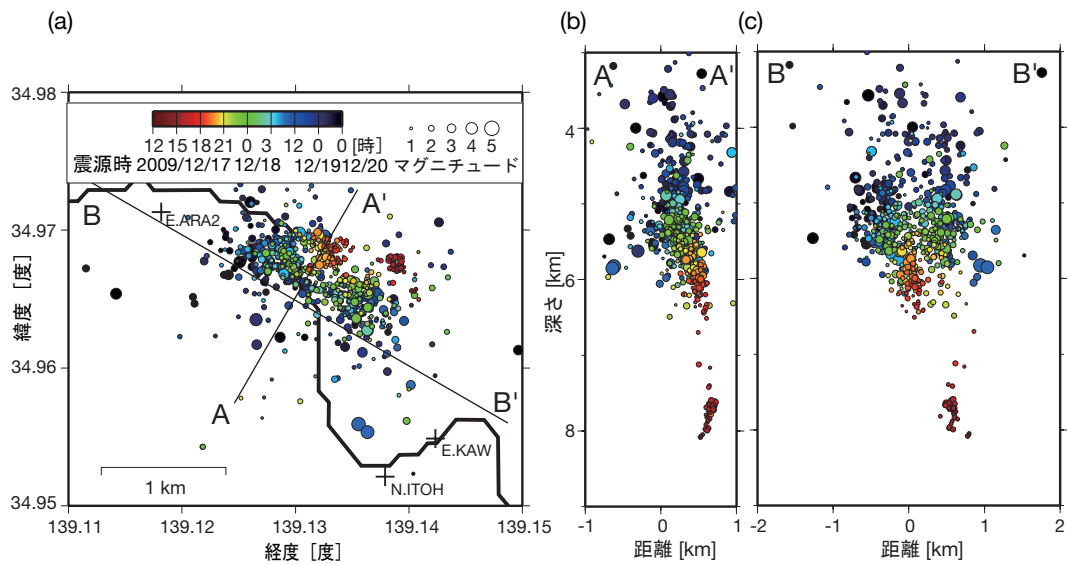 (a)
(b)
(c)
34.98
34.97
34.96
34.95
緯度 [度]
12 15 18 21 0 3 12 0 0 [時]
1 2 3 4 5
震源時 2009/12/17 12/18 12/19 12/20 マグニチュード
B
E.ARA2
A'
A
B'
E.KAW
N.ITOH
1 km
139.11 139.12 139.13 139.14 139.15
経度 [度]
A A'
4
6
8
深さ [km]
-1 0 1
距離 [km]
B B'
-2 -1 0 1 2
距離 [km]